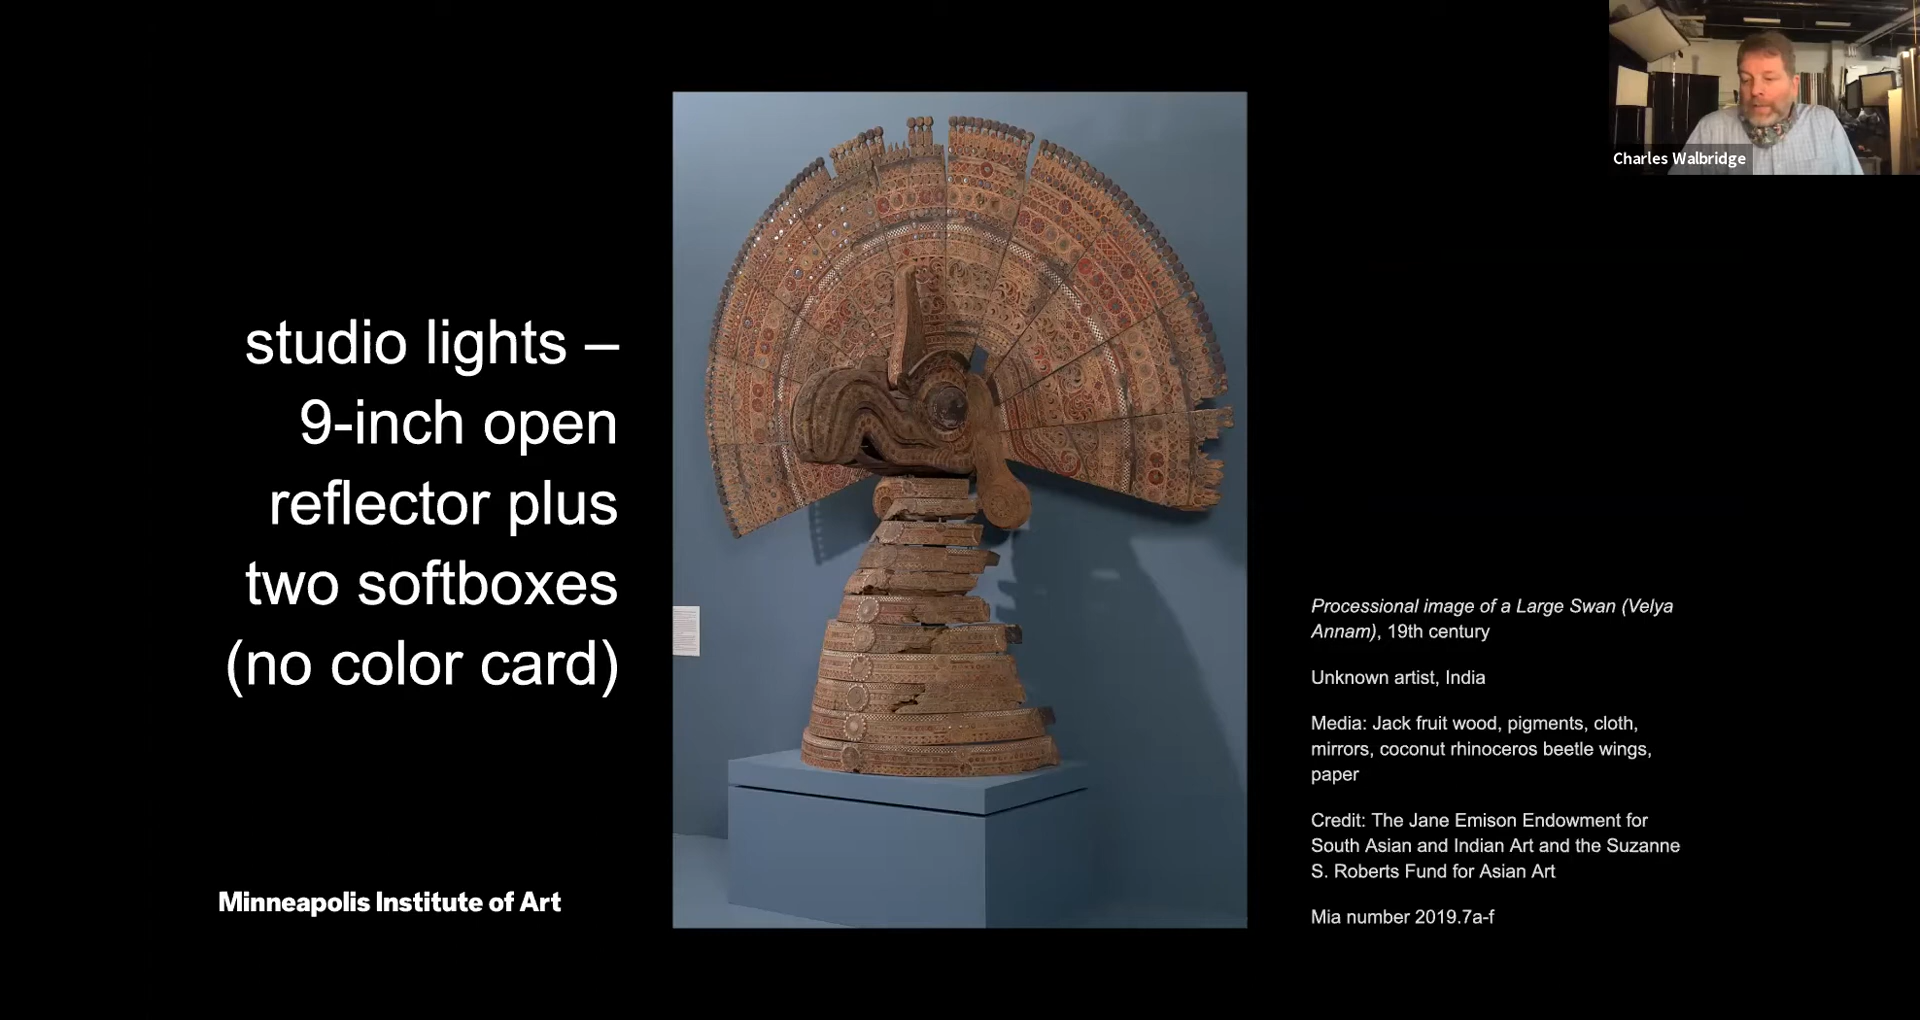 studio lights –
9-inch open
reflector plus
two softboxes
(no color card)
Minneapolis Institute of Art
Charles Walbridge
Processional image of a Large Swan (Velya
Annam), 19th century
Unknown artist, India
Media: Jack fruit wood, pigments, cloth,
mirrors, coconut rhinoceros beetle wings,
paper
Credit: The Jane Emison Endowment for
South Asian and Indian Art and the Suzanne
S. Roberts Fund for Asian Art
Mia number 2019.7a-f